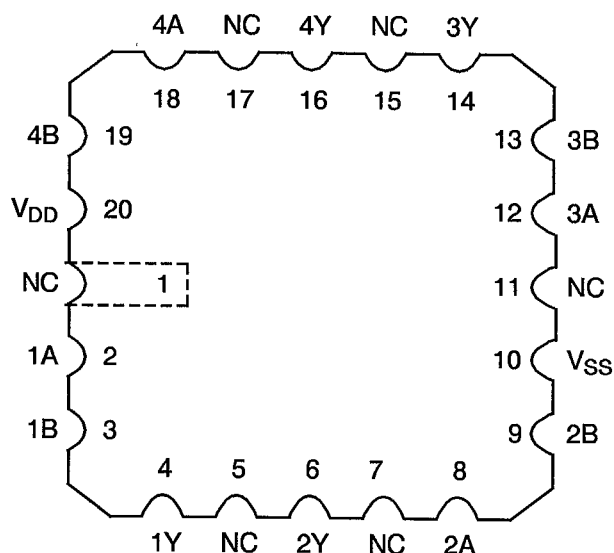 4A NC 4Y NC 3Y
18 17 16 15 14
4B 19 13 3B
VDD 20 12 3A
NC 1 11 NC
1A 2 10 VSS
1B 3 9 2B
4 5 6 7 8
1Y NC 2Y NC 2A